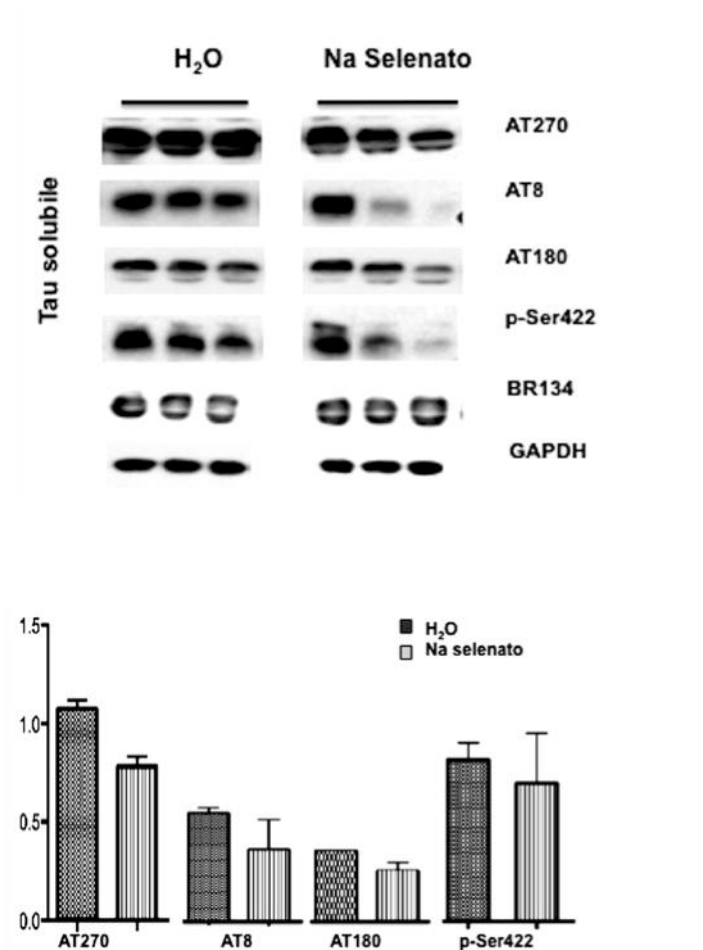 H₂O Na Selenato
AT270
AT8
Tau solubile
AT180
p-Ser422
BR134
GAPDH
1.5
H₂O
Na selenato
1.0
0.5
0.0
AT270 AT8 AT180 p-Ser422